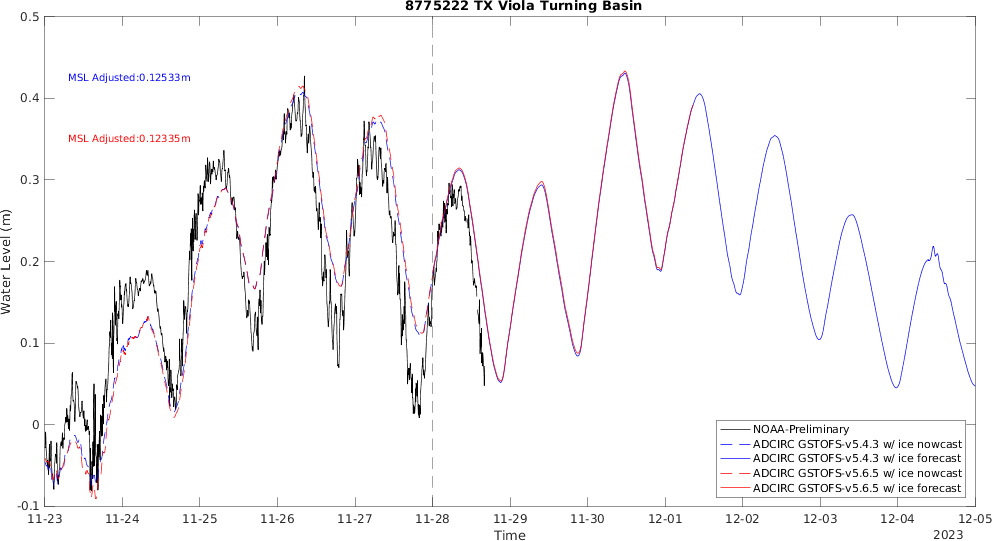 8775222 TX Viola Turning Basin
0.5
0.4
0.3
0.2
0.1
0
-0.1
Water Level (m)
MSL Adjusted:0.12533m
MSL Adjusted:0.12335m
NOAA-Preliminary
ADCIRC GSTOFS-v5.4.3 w/ ice nowcast
ADCIRC GSTOFS-v5.4.3 w/ ice forecast
ADCIRC GSTOFS-v5.6.5 w/ ice nowcast
ADCIRC GSTOFS-v5.6.5 w/ ice forecast
11-23 11-24 11-25 11-26 11-27 11-28 11-29 11-30 12-01 12-02 12-03 12-04 12-05
Time
2023